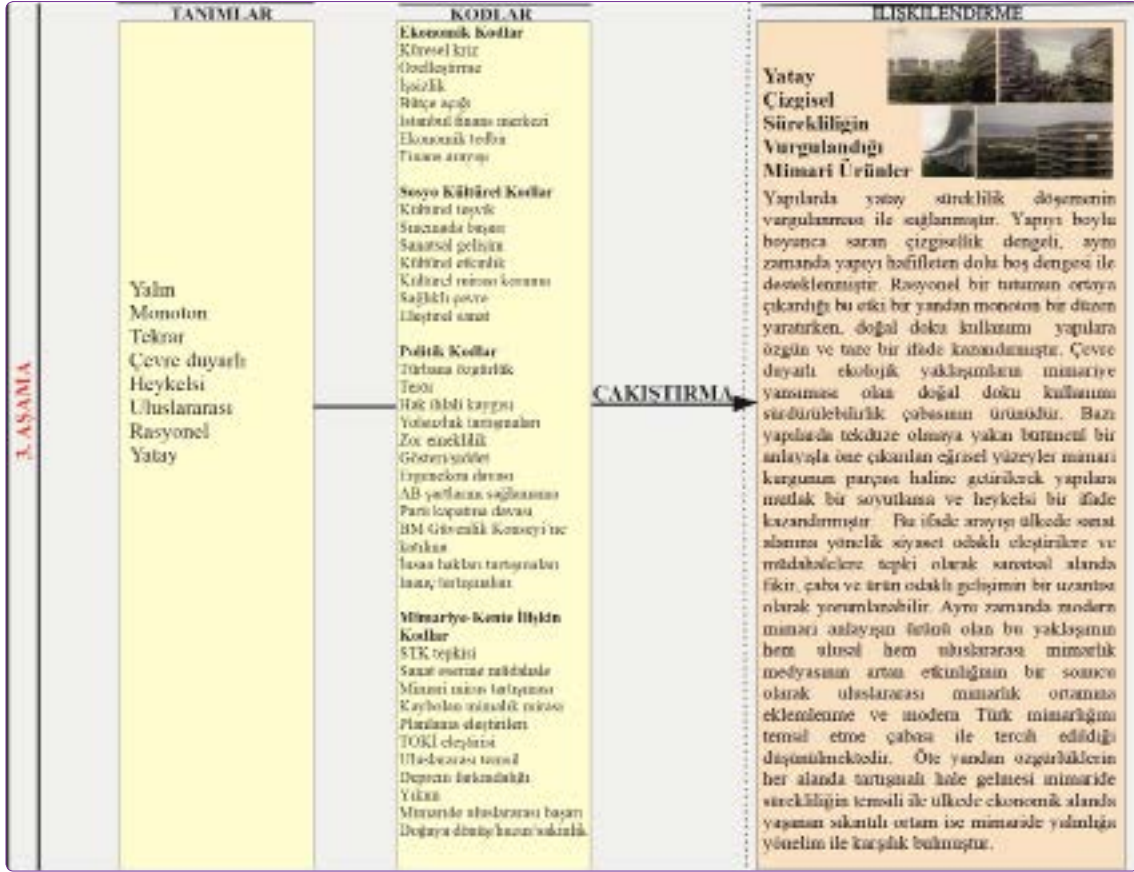 TANIMLAR
KODLAR
İLİŞKİLENDİRME
3. AŞAMA
Yalın
Monoton
Tekrar
Çevre duyarlı
Heykelsi
Uluslararası
Rasyonel
Yatay
Ekonomik Kodlar
Küresel kriz
Özelleştirme
İşsizlik
Bütçe açığı
İstanbul finans merkezi
Ekonomik tedbir
Finans arayışı
Sosyo Kültürel Kodlar
Kültürel teşvik
Sinemada başarı
Sanatsal gelişim
Kültürel etkinlik
Kültürel mirası koruma
Sağlıklı çevre
Eleştirel sanat
Politik Kodlar
Türbana özgürlük
Terör
Hak ihlali kaygısı
Yolsuzluk tartışmaları
Zor emeklilik
Gösteri/şiddet
Ergenekon davası
AB şartlarını sağlanması
Parti kapatma davası
BM Güvenlik Konseyi'ne
katılım
İnsan hakları tartışmaları
İnanç tartışmaları
Mimariye-Kente İlişkin
Kodlar
STK tepkisi
Sanat eserine müdahale
Mimari miras tartışması
Kaybolan mimarlık mirası
Planlama eleştirileri
TOKİ eleştirisi
Uluslararası temsil
Deprem farkındalığı
Yıkım
Mimaride uluslararası başarı
Doğaya dönüş/huzur/sakinlik
ÇAKIŞTIRMA
Yatay
Çizgisel
Sürekliliğin
Vurgulandığı
Mimari Ürünler
Yapılarda yatay süreklilik döşemenin
vurgulanması ile sağlanmıştır. Yapıyı boylu
boyunca saran çizgisellik dengeli, aynı
zamanda yapıyı hafifleten dolu boş dengesi ile
desteklenmiştir. Rasyonel bir tutumun ortaya
çıkardığı bu etki bir yandan monoton bir düzen
yaratırken, doğal doku kullanımı yapılara
özgün ve taze bir ifade kazandırmıştır. Çevre
duyarlı ekolojik yaklaşımların mimariye
yansıması olan doğal doku kullanımı
sürdürülebilirlik çabasının ürünüdür. Bazı
yapılarda tekdüze olmaya yakın bütüncül bir
anlayışla öne çıkarılan eğrisel yüzeyler mimari
kurgunun parçası haline getirilerek yapılara
mutlak bir soyutlama ve heykelsi bir ifade
kazandırmıştır. Bu ifade arayışı ülkede sanat
alanına yönelik siyaset odaklı eleştirilere ve
müdahalelere tepki olarak sanatsal alanda
fikir, çaba ve ürün odaklı gelişimin bir uzantısı
olarak yorumlanabilir. Aynı zamanda modern
mimari anlayışın ürünü olan bu yaklaşımın
hem ulusal hem uluslararası mimarlık
medyasının artan etkinliğinin bir sonucu
olarak uluslararası mimarlık ortamına
eklemlenme ve modern Türk mimarlığını
temsil etme çabası ile tercih edildiği
düşünülmektedir. Öte yandan özgürlüklerin
her alanda tartışmalı hale gelmesi mimaride
sürekliliğin temsili ile ülkede ekonomik alanda
yaşanan sıkıntılı ortam ise mimaride yalınlığa
yönelim ile karşılık bulmuştur.